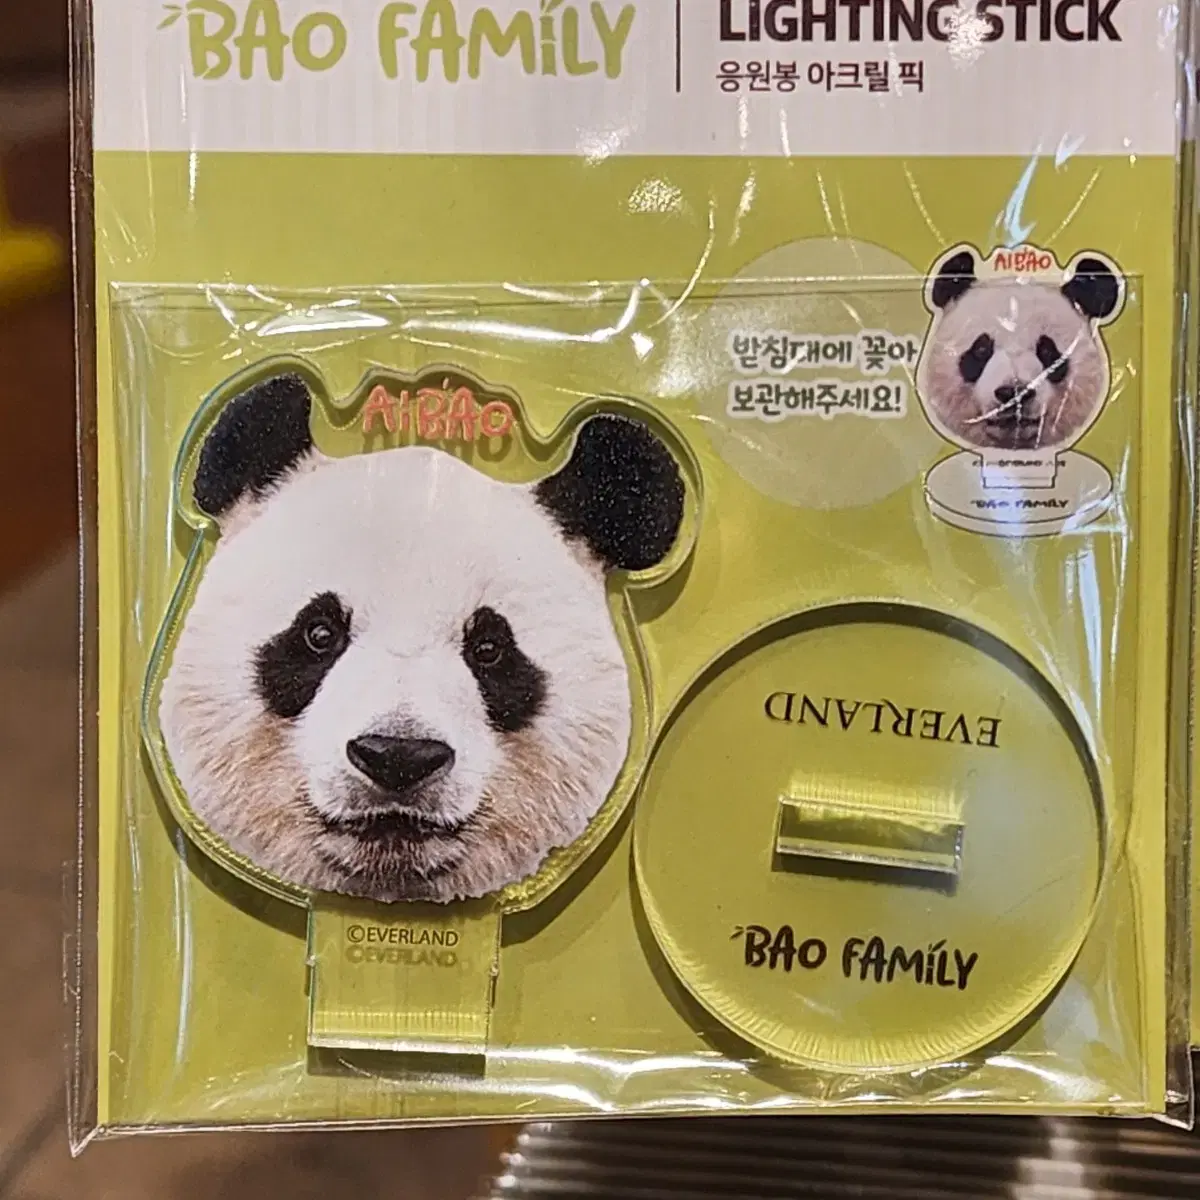 BAO FAMILY
LIGHTING STICK
응원봉 아크릴 픽
받침대에 꽂아
보관해주세요!
AIBAO
BAO FAMILY
AIBAO
©EVERLAND
EVERLAND
BAO FAMILY